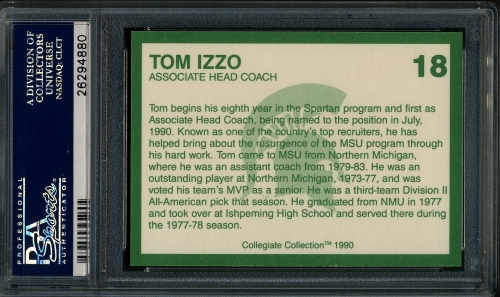 A DIVISION OF
COLLECTORS
UNIVERSE
NASDAQ: CLCT
26294880
PROFESSIONAL
PSA
Sports
AUTHENTICATOR
TOM IZZO
ASSOCIATE HEAD COACH
18
Tom begins his eighth year in the Spartan program and first as
Associate Head Coach, being named to the position in July,
1990. Known as one of the country's top recruiters, he has
helped bring about the resurgence of the MSU program through
his hard work. Tom came to MSU from Northern Michigan,
where he was an assistant coach from 1979-83. He was an
outstanding player at Northern Michigan, 1973-77, and was
voted his team's MVP as a senior. He was a third-team Division II
All-American pick that season. He graduated from NMU in 1977
and took over at Ishpeming High School and served there during
the 1977-78 season.
Collegiate Collection™ 1990